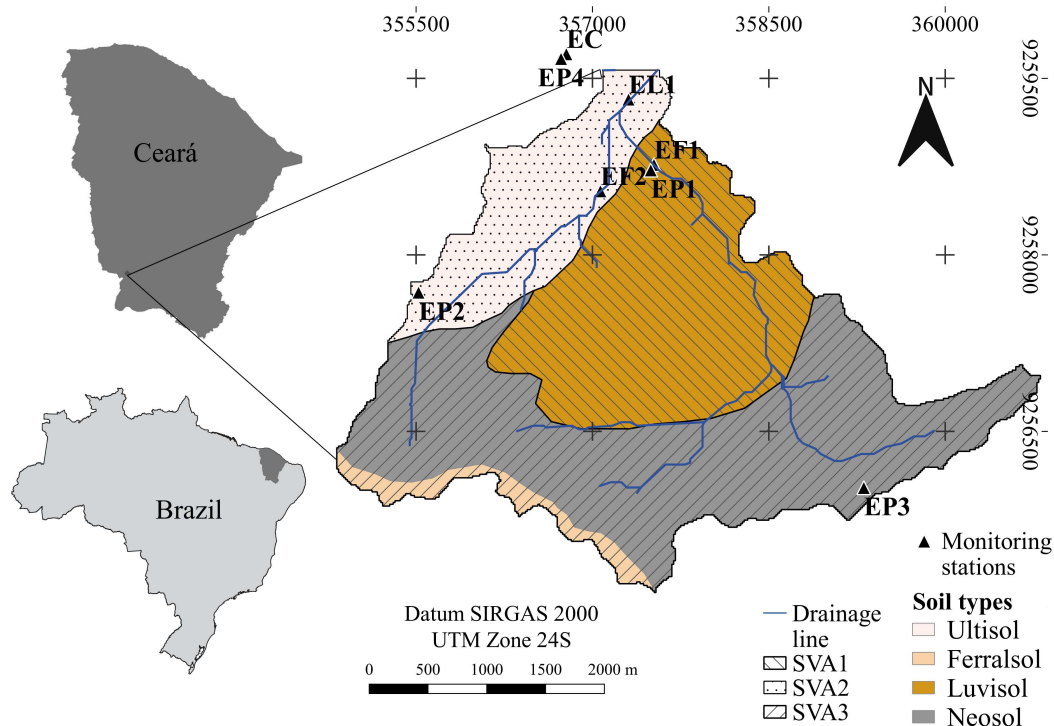 355500 357000 358500 360000
EC
EP4
EL1
9259500
N
Ceará
EF1
EF2
EP1
9258000
EP2
9256500
Brazil
EP3
Monitoring
stations
Datum SIRGAS 2000
UTM Zone 24S
0 500 1000 1500 2000 m
Drainage
line
SVA1
SVA2
SVA3
Soil types
Ultisol
Ferralsol
Luvisol
Neosol